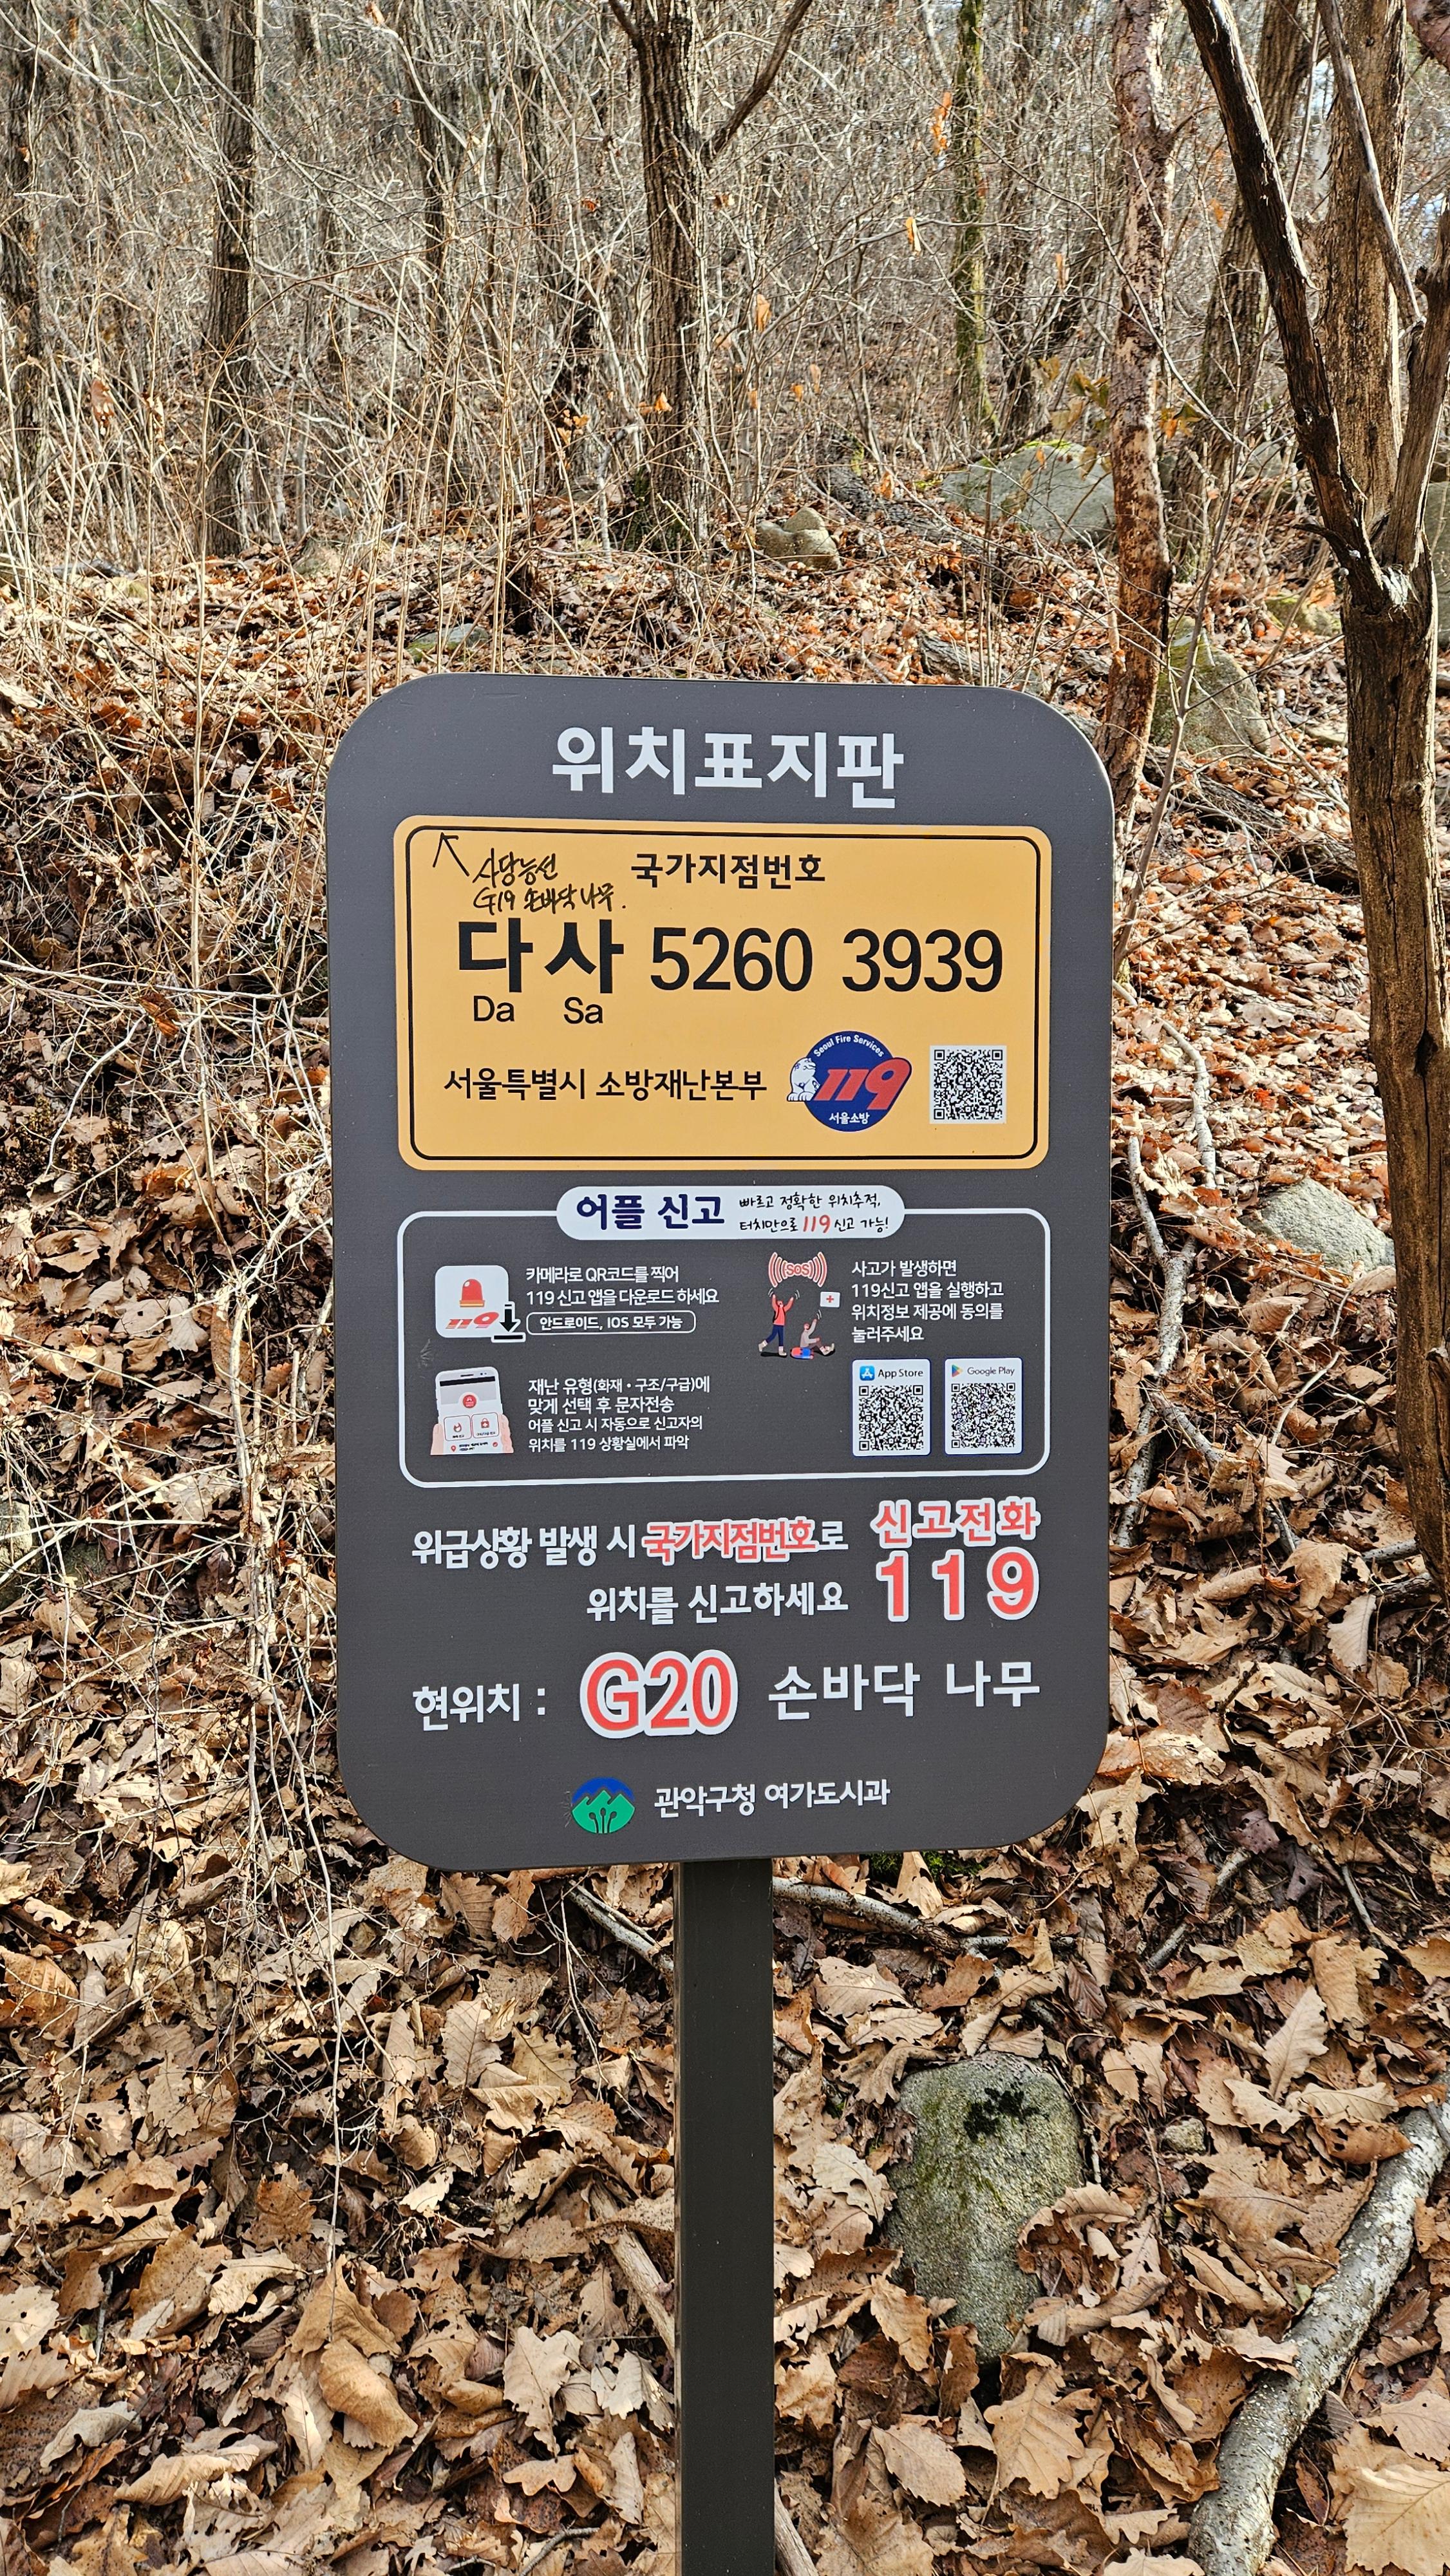 위치표지판
사당능선
G19 손바닥 나무.
국가지점번호
다사 5260 3939
Da Sa
서울특별시 소방재난본부
Seoul Fire Services
119
서울소방
어플 신고
빠르고 정확한 위치추적,
터치만으로 119 신고 가능!
카메라로 QR코드를 찍어
119 신고 앱을 다운로드 하세요
안드로이드, IOS 모두 가능
119
SOS
사고가 발생하면
119신고 앱을 실행하고
위치정보 제공에 동의를
눌러주세요
재난 유형(화재·구조/구급)에
맞게 선택 후 문자전송
어플 신고 시 자동으로 신고자의
위치를 119 상황실에서 파악
App Store
Google Play
위급상황 발생 시 국가지점번호로
위치를 신고하세요
신고전화
119
현위치 : G20 손바닥 나무
관악구청 여가도시과